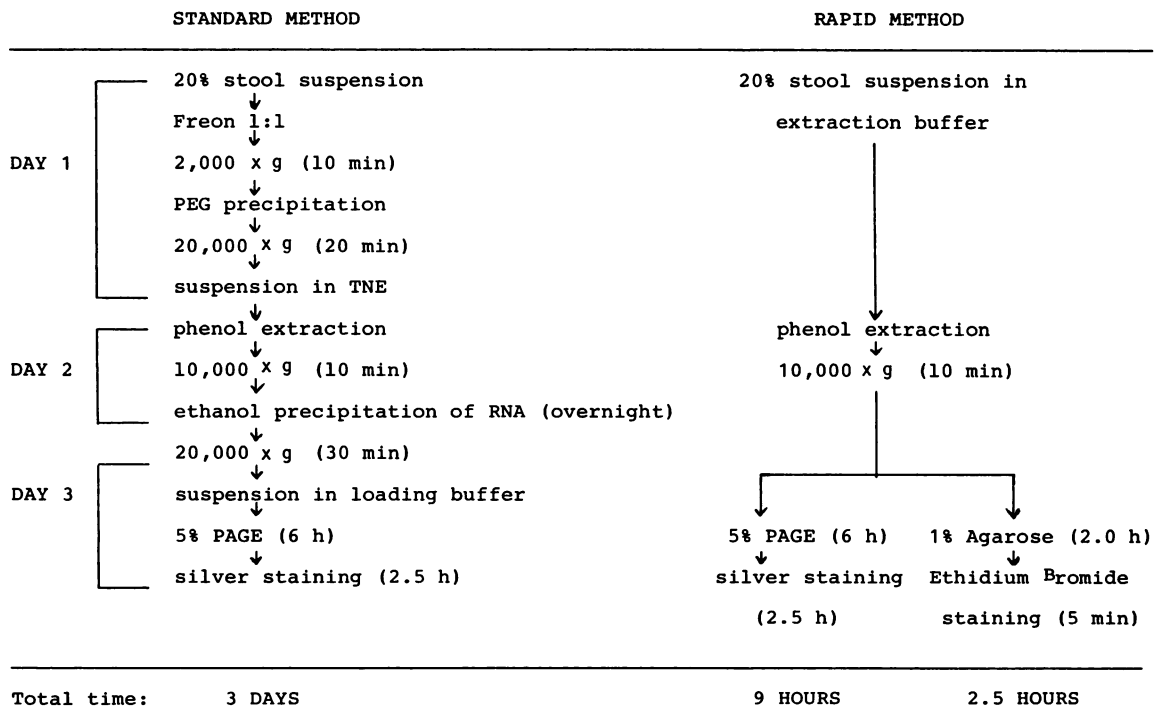 STANDARD METHOD RAPID METHOD
20% stool suspension 20% stool suspension in
Freon 1:1 extraction buffer
DAY 1 2,000 x g (10 min)
PEG precipitation
20,000 x g (20 min)
suspension in TNE
phenol extraction phenol extraction
DAY 2 10,000 x g (10 min) 10,000 x g (10 min)
ethanol precipitation of RNA (overnight)
20,000 x g (30 min)
DAY 3 suspension in loading buffer
5% PAGE (6 h) 5% PAGE (6 h) 1% Agarose (2.0 h)
silver staining (2.5 h) silver staining Ethidium Bromide
(2.5 h) staining (5 min)
Total time: 3 DAYS 9 HOURS 2.5 HOURS